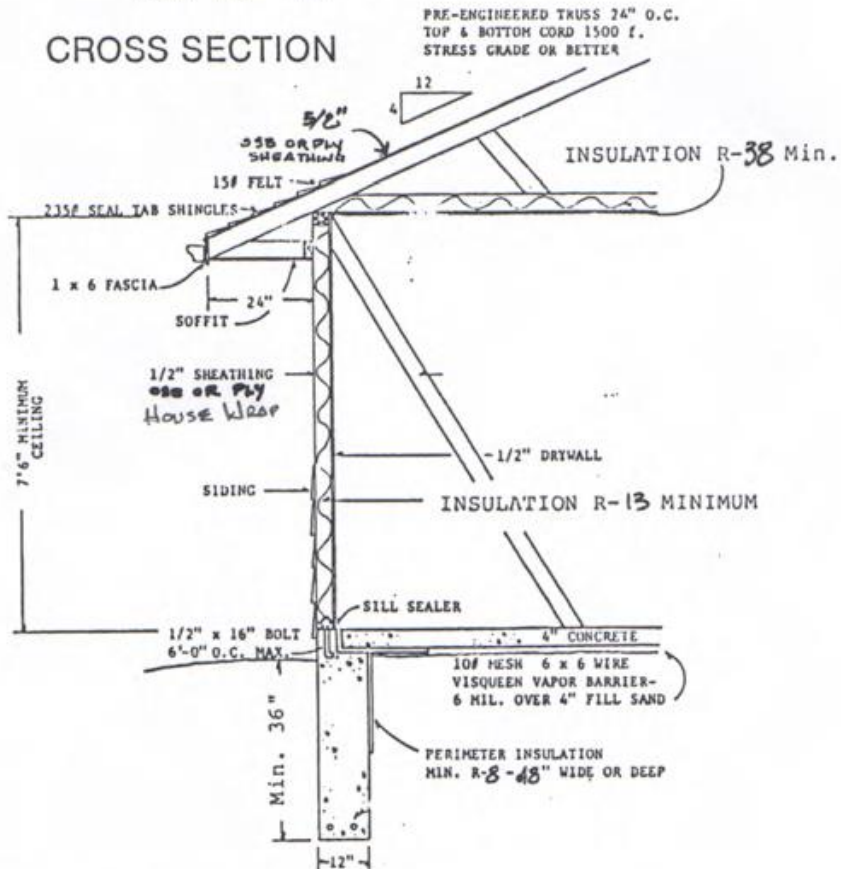 PRE-ENGINEERED TRUSS 24" O.C.
TOP & BOTTOM CORD 1500 f.
STRESS GRADE OR BETTER
CROSS SECTION
12
4
5/8"
OSB OR PLY
SHEATHING
INSULATION R-38 Min.
15# FELT
235# SEAL TAB SHINGLES
1 x 6 FASCIA
24"
SOFFIT
7'6" MINIMUM
CEILING
1/2" SHEATHING
OSB OR PLY
HOUSE WRAP
1/2" DRYWALL
SIDING
INSULATION R-13 MINIMUM
SILL SEALER
1/2" x 16" BOLT
6'-0" O.C. MAX.
4" CONCRETE
10# MESH 6 x 6 WIRE
VISQUEEN VAPOR BARRIER-
6 MIL. OVER 4" FILL SAND
Min. 36"
PERIMETER INSULATION
MIN. R-8 - 48" WIDE OR DEEP
12"